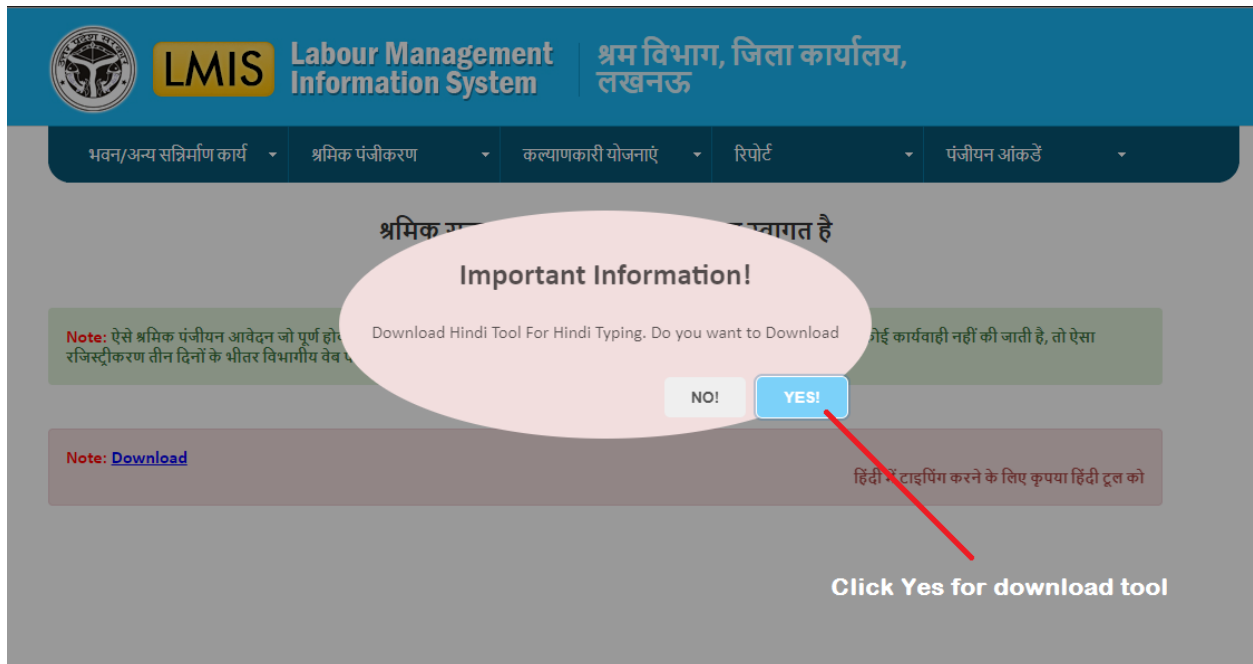 LMIS
Labour Management
Information System
श्रम विभाग, जिला कार्यालय,
लखनऊ
भवन/अन्य सन्निर्माण कार्य
श्रमिक पंजीकरण
कल्याणकारी योजनाएं
रिपोर्ट
पंजीयन आंकडें
श्रमिक स्वागत है
Important Information!
Download Hindi Tool For Hindi Typing. Do you want to Download
NO!
YES!
Note: ऐसे श्रमिक पंजीयन आवेदन जो पूर्ण कोई कार्यवाही नहीं की जाती है, तो ऐसा
रजिस्ट्रीकरण तीन दिनों के भीतर विभागीय वेब
Note: Download
हिंदी में टाइपिंग करने के लिए कृपया हिंदी टूल को
Click Yes for download tool